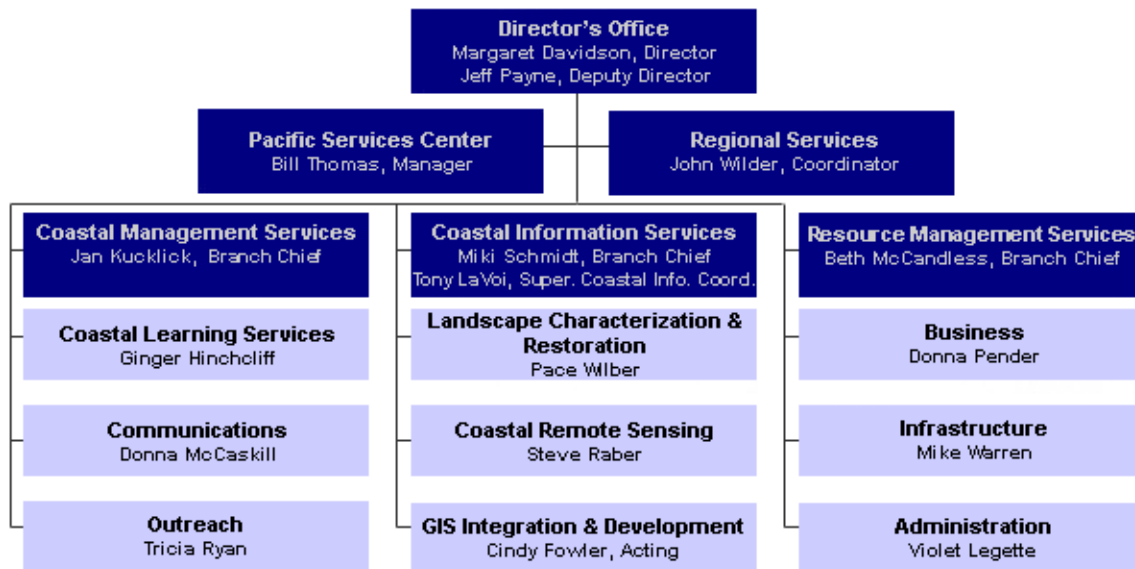 Director's Office
Margaret Davidson, Director
Jeff Payne, Deputy Director
Pacific Services Center
Bill Thomas, Manager
Regional Services
John Wilder, Coordinator
Coastal Management Services
Jan Kucklick, Branch Chief
Coastal Information Services
Miki Schmidt, Branch Chief
Tony LaVoi, Super. Coastal Info. Coord.
Resource Management Services
Beth McCandless, Branch Chief
Coastal Learning Services
Ginger Hinchcliff
Landscape Characterization &
Restoration
Pace Wilber
Business
Donna Pender
Communications
Donna McCaskill
Coastal Remote Sensing
Steve Raber
Infrastructure
Mike Warren
Outreach
Tricia Ryan
GIS Integration & Development
Cindy Fowler, Acting
Administration
Violet Legette